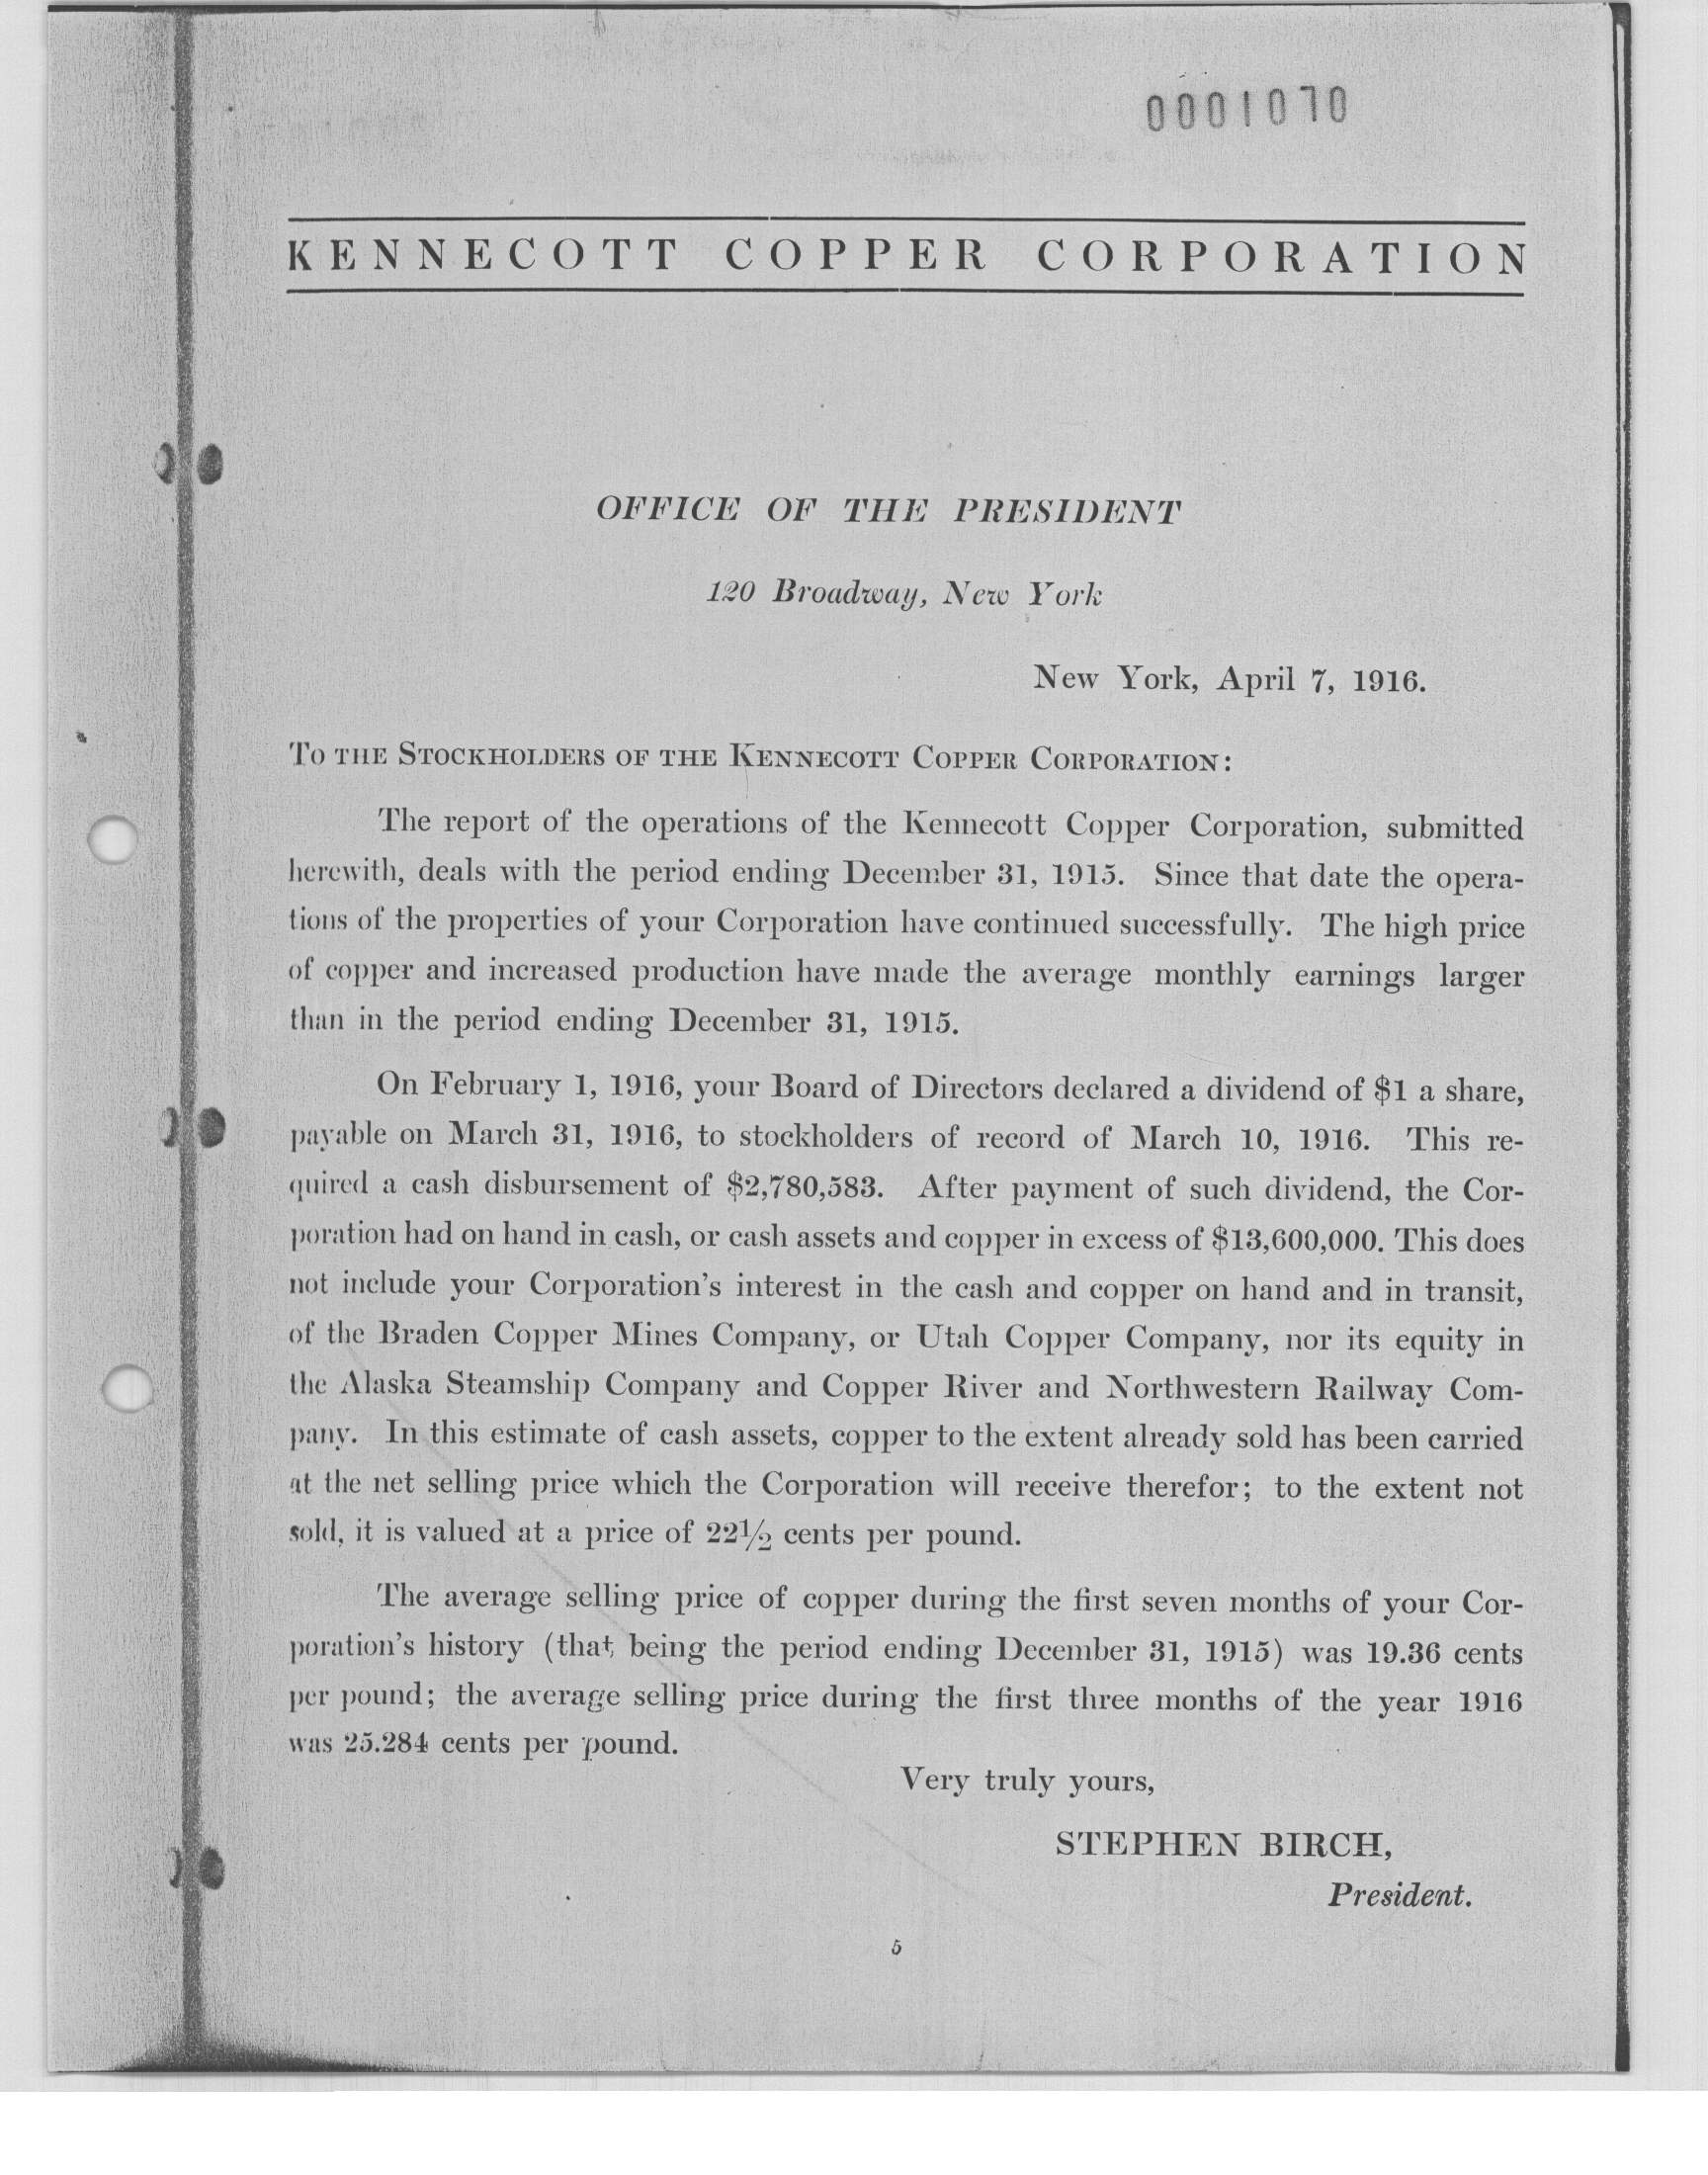 0001070
KENNECOTT COPPER CORPORATION
OFFICE OF THE PRESIDENT
120 Broadway, New York
New York, April 7, 1916.
TO THE STOCKHOLDERS OF THE KENNECOTT COPPER CORPORATION:
The report of the operations of the Kennecott Copper Corporation, submitted
herewith, deals with the period ending December 31, 1915. Since that date the opera-
tions of the properties of your Corporation have continued successfully. The high price
of copper and increased production have made the average monthly earnings larger
than in the period ending December 31, 1915.
On February 1, 1916, your Board of Directors declared a dividend of $1 a share,
payable on March 31, 1916, to stockholders of record of March 10, 1916. This re-
quired a cash disbursement of $2,780,583. After payment of such dividend, the Cor-
poration had on hand in cash, or cash assets and copper in excess of $13,600,000. This does
not include your Corporation's interest in the cash and copper on hand and in transit,
of the Braden Copper Mines Company, or Utah Copper Company, nor its equity in
the Alaska Steamship Company and Copper River and Northwestern Railway Com-
pany. In this estimate of cash assets, copper to the extent already sold has been carried
at the net selling price which the Corporation will receive therefor; to the extent not
sold, it is valued at a price of 22½ cents per pound.
The average selling price of copper during the first seven months of your Cor-
poration's history (that being the period ending December 31, 1915) was 19.36 cents
per pound; the average selling price during the first three months of the year 1916
was 25.284 cents per pound.
Very truly yours,
STEPHEN BIRCH,
President.
5